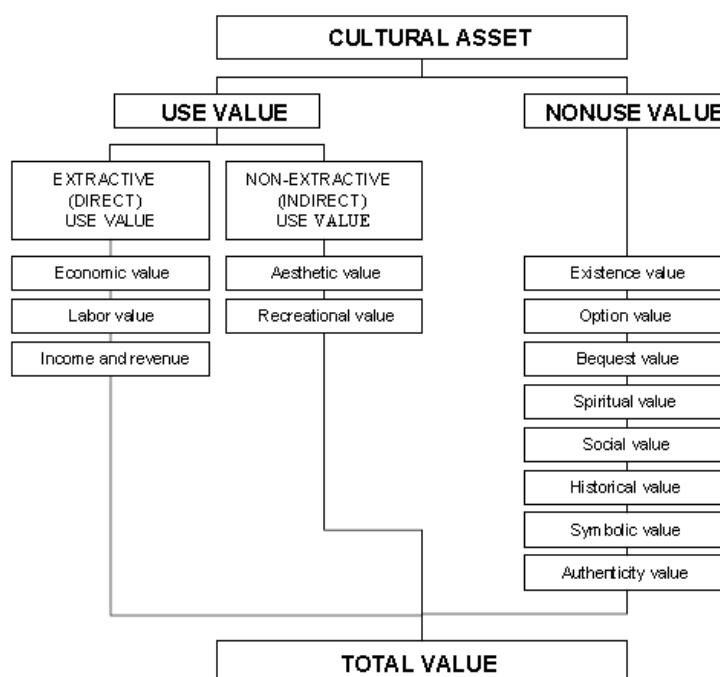 CULTURAL ASSET
USE VALUE
NONUSE VALUE
EXTRACTIVE
(DIRECT)
USE VALUE
NON-EXTRACTIVE
(INDIRECT)
USE VALUE
Economic value
Labor value
Income and revenue
Aesthetic value
Recreational value
Existence value
Option value
Bequest value
Spiritual value
Social value
Historical value
Symbolic value
Authenticity value
TOTAL VALUE